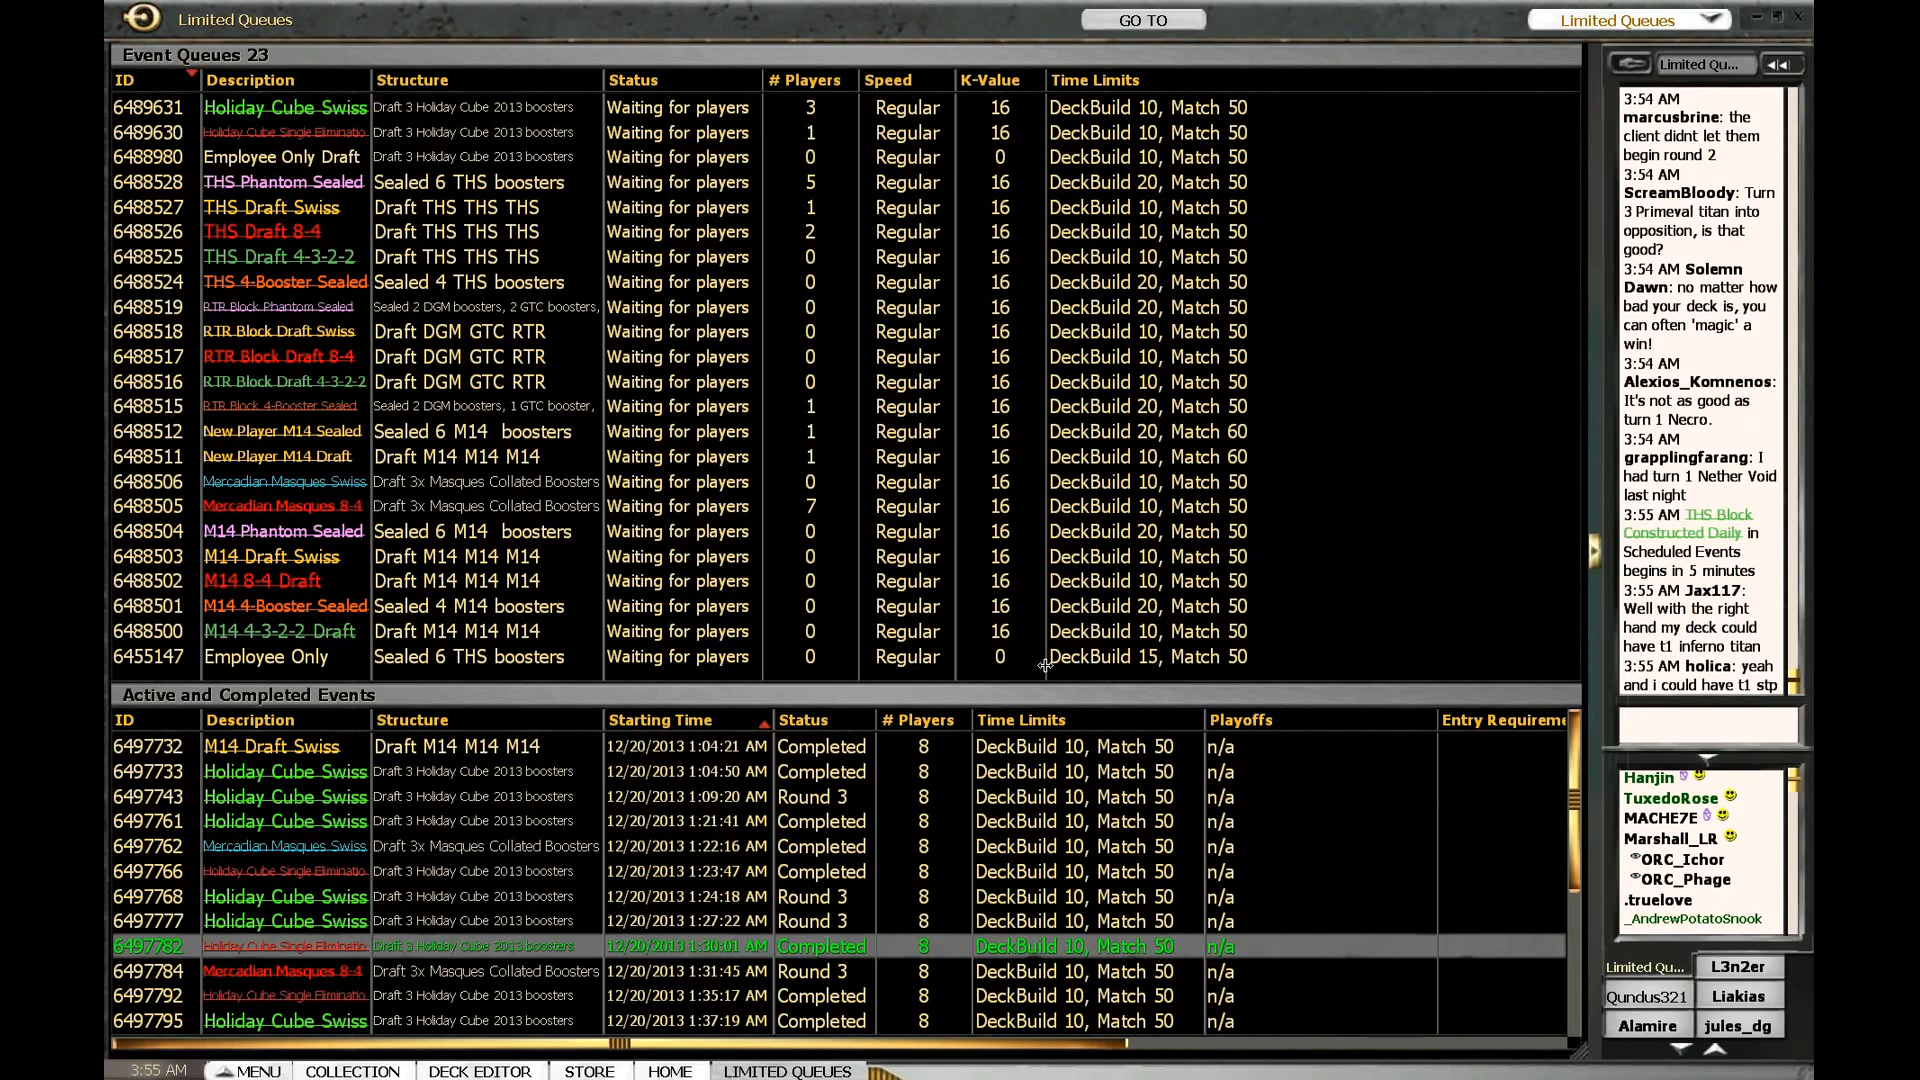 Limited Queues GO TO Limited Queues
Event Queues 23
ID Description Structure Status # Players Speed K-Value Time Limits
6489631 Holiday Cube Swiss Draft 3 Holiday Cube 2013 boosters Waiting for players 3 Regular 16 DeckBuild 10, Match 50
6489630 Holiday Cube Single Eliminatio Draft 3 Holiday Cube 2013 boosters Waiting for players 1 Regular 16 DeckBuild 10, Match 50
6488980 Employee Only Draft Draft 3 Holiday Cube 2013 boosters Waiting for players 0 Regular 0 DeckBuild 10, Match 50
6488528 THS Phantom Sealed Sealed 6 THS boosters Waiting for players 5 Regular 16 DeckBuild 20, Match 50
6488527 THS Draft Swiss Draft THS THS THS Waiting for players 1 Regular 16 DeckBuild 10, Match 50
6488526 THS Draft 8-4 Draft THS THS THS Waiting for players 2 Regular 16 DeckBuild 10, Match 50
6488525 THS Draft 4-3-2-2 Draft THS THS THS Waiting for players 0 Regular 16 DeckBuild 10, Match 50
6488524 THS 4-Booster Sealed Sealed 4 THS boosters Waiting for players 0 Regular 16 DeckBuild 20, Match 50
6488519 RTR Block Phantom Sealed Sealed 2 DGM boosters, 2 GTC boosters, Waiting for players 0 Regular 16 DeckBuild 20, Match 50
6488518 RTR Block Draft Swiss Draft DGM GTC RTR Waiting for players 0 Regular 16 DeckBuild 10, Match 50
6488517 RTR Block Draft 8-4 Draft DGM GTC RTR Waiting for players 0 Regular 16 DeckBuild 10, Match 50
6488516 RTR Block Draft 4-3-2-2 Draft DGM GTC RTR Waiting for players 0 Regular 16 DeckBuild 10, Match 50
6488515 RTR Block 4-Booster Sealed Sealed 2 DGM boosters, 1 GTC booster, Waiting for players 1 Regular 16 DeckBuild 20, Match 50
6488512 New Player M14 Sealed Sealed 6 M14 boosters Waiting for players 1 Regular 16 DeckBuild 20, Match 60
6488511 New Player M14 Draft Draft M14 M14 M14 Waiting for players 1 Regular 16 DeckBuild 10, Match 60
6488506 Mercadian Masques Swiss Draft 3x Masques Collated Boosters Waiting for players 0 Regular 16 DeckBuild 10, Match 50
6488505 Mercadian Masques 8-4 Draft 3x Masques Collated Boosters Waiting for players 7 Regular 16 DeckBuild 10, Match 50
6488504 M14 Phantom Sealed Sealed 6 M14 boosters Waiting for players 0 Regular 16 DeckBuild 20, Match 50
6488503 M14 Draft Swiss Draft M14 M14 M14 Waiting for players 0 Regular 16 DeckBuild 10, Match 50
6488502 M14 8-4 Draft Draft M14 M14 M14 Waiting for players 0 Regular 16 DeckBuild 10, Match 50
6488501 M14 4-Booster Sealed Sealed 4 M14 boosters Waiting for players 0 Regular 16 DeckBuild 20, Match 50
6488500 M14 4-3-2-2 Draft Draft M14 M14 M14 Waiting for players 0 Regular 16 DeckBuild 10, Match 50
6455147 Employee Only Sealed 6 THS boosters Waiting for players 0 Regular 0 DeckBuild 15, Match 50
Active and Completed Events
ID Description Structure Starting Time Status # Players Time Limits Playoffs Entry Requireme
6497732 M14 Draft Swiss Draft M14 M14 M14 12/20/2013 1:04:21 AM Completed 8 DeckBuild 10, Match 50 n/a
6497733 Holiday Cube Swiss Draft 3 Holiday Cube 2013 boosters 12/20/2013 1:04:50 AM Completed 8 DeckBuild 10, Match 50 n/a
6497743 Holiday Cube Swiss Draft 3 Holiday Cube 2013 boosters 12/20/2013 1:09:20 AM Round 3 8 DeckBuild 10, Match 50 n/a
6497761 Holiday Cube Swiss Draft 3 Holiday Cube 2013 boosters 12/20/2013 1:21:41 AM Completed 8 DeckBuild 10, Match 50 n/a
6497762 Mercadian Masques Swiss Draft 3x Masques Collated Boosters 12/20/2013 1:22:16 AM Completed 8 DeckBuild 10, Match 50 n/a
6497766 Holiday Cube Single Eliminatio Draft 3 Holiday Cube 2013 boosters 12/20/2013 1:23:47 AM Completed 8 DeckBuild 10, Match 50 n/a
6497768 Holiday Cube Swiss Draft 3 Holiday Cube 2013 boosters 12/20/2013 1:24:18 AM Round 3 8 DeckBuild 10, Match 50 n/a
6497777 Holiday Cube Swiss Draft 3 Holiday Cube 2013 boosters 12/20/2013 1:27:22 AM Round 3 8 DeckBuild 10, Match 50 n/a
6497782 Holiday Cube Single Eliminatio Draft 3 Holiday Cube 2013 boosters 12/20/2013 1:30:01 AM Completed 8 DeckBuild 10, Match 50 n/a
6497784 Mercadian Masques 8-4 Draft 3x Masques Collated Boosters 12/20/2013 1:31:45 AM Round 3 8 DeckBuild 10, Match 50 n/a
6497792 Holiday Cube Single Eliminatio Draft 3 Holiday Cube 2013 boosters 12/20/2013 1:35:17 AM Completed 8 DeckBuild 10, Match 50 n/a
6497795 Holiday Cube Swiss Draft 3 Holiday Cube 2013 boosters 12/20/2013 1:37:19 AM Completed 8 DeckBuild 10, Match 50 n/a
Limited Qu...
3:54 AM
marcusbrine: the
client didnt let them
begin round 2
3:54 AM
ScreamBloody: Turn
3 Primeval titan into
opposition, is that
good?
3:54 AM Solemn
Dawn: no matter how
bad your deck is, you
can often 'magic' a
win!
3:54 AM
Alexios_Komnenos:
It's not as good as
turn 1 Necro.
3:54 AM
grapplingfarang: I
had turn 1 Nether Void
last night
3:55 AM THS Block
Constructed Daily in
Scheduled Events
begins in 5 minutes
3:55 AM Jax117:
Well with the right
hand my deck could
have t1 inferno titan
3:55 AM holica: yeah
and i could have t1 stp
Hanjin
TuxedoRose
MACHE7E
Marshall_LR
ORC_Ichor
ORC_Phage
.truelove
_AndrewPotatoSnook
Limited Qu... L3n2er
Qundus321 Liakias
Alamire jules_dg
3:55 AM MENU COLLECTION DECK EDITOR STORE HOME LIMITED QUEUES